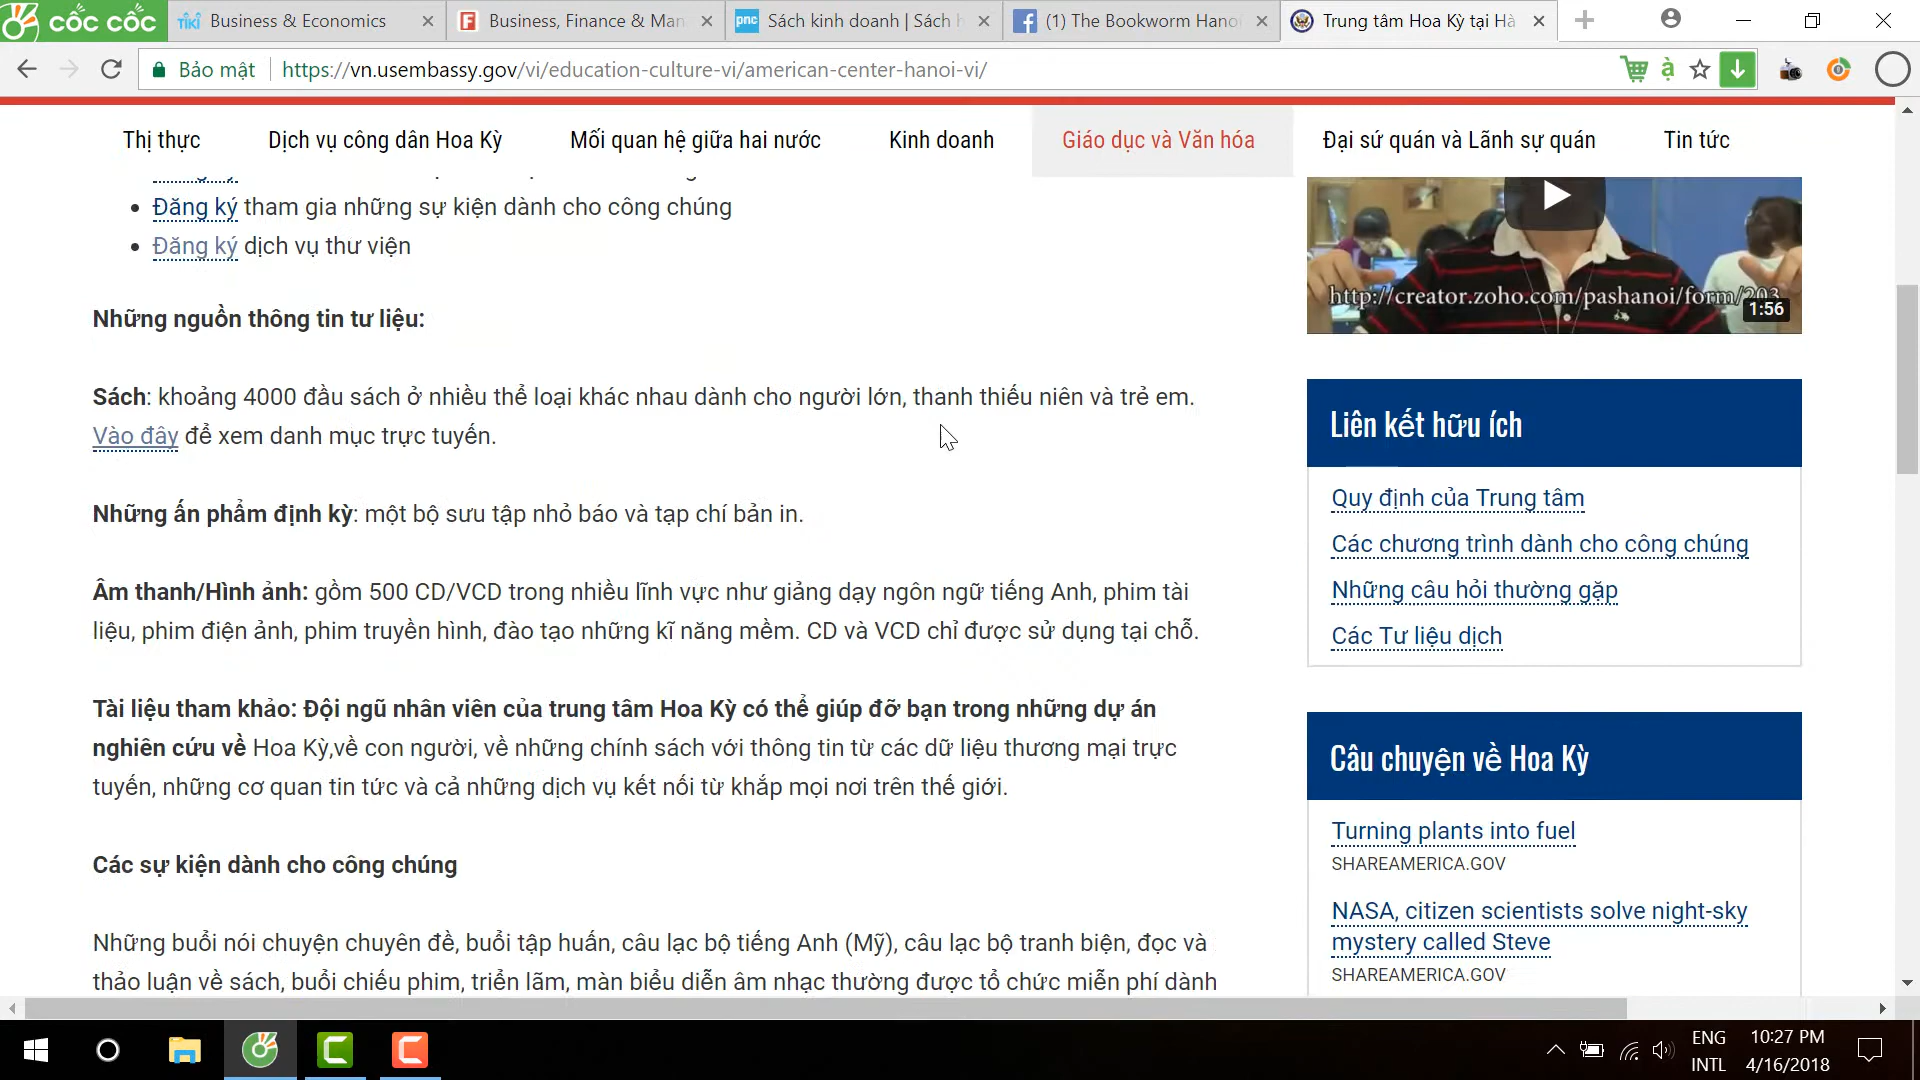 cốc cốc
TIKI Business & Economics
F Business, Finance & Man
pnc Sách kinh doanh | Sách h
(1) The Bookworm Hanoi
Trung tâm Hoa Kỳ tại Hà
Bảo mật
https://vn.usembassy.gov/vi/education-culture-vi/american-center-hanoi-vi/
Thị thực
Dịch vụ công dân Hoa Kỳ
Mối quan hệ giữa hai nước
Kinh doanh
Giáo dục và Văn hóa
Đại sứ quán và Lãnh sự quán
Tin tức
Đăng ký tham gia những sự kiện dành cho công chúng
Đăng ký dịch vụ thư viện
Những nguồn thông tin tư liệu:
Sách: khoảng 4000 đầu sách ở nhiều thể loại khác nhau dành cho người lớn, thanh thiếu niên và trẻ em.
Vào đây để xem danh mục trực tuyến.
Những ấn phẩm định kỳ: một bộ sưu tập nhỏ báo và tạp chí bản in.
Âm thanh/Hình ảnh: gồm 500 CD/VCD trong nhiều lĩnh vực như giảng dạy ngôn ngữ tiếng Anh, phim tài
liệu, phim điện ảnh, phim truyền hình, đào tạo những kĩ năng mềm. CD và VCD chỉ được sử dụng tại chỗ.
Tài liệu tham khảo: Đội ngũ nhân viên của trung tâm Hoa Kỳ có thể giúp đỡ bạn trong những dự án
nghiên cứu về Hoa Kỳ,về con người, về những chính sách với thông tin từ các dữ liệu thương mại trực
tuyến, những cơ quan tin tức và cả những dịch vụ kết nối từ khắp mọi nơi trên thế giới.
Các sự kiện dành cho công chúng
Những buổi nói chuyện chuyên đề, buổi tập huấn, câu lạc bộ tiếng Anh (Mỹ), câu lạc bộ tranh biện, đọc và
thảo luận về sách, buổi chiếu phim, triển lãm, màn biểu diễn âm nhạc thường được tổ chức miễn phí dành
http://creator.zoho.com/pashanoi/form/203
1:56
Liên kết hữu ích
Quy định của Trung tâm
Các chương trình dành cho công chúng
Những câu hỏi thường gặp
Các Tư liệu dịch
Câu chuyện về Hoa Kỳ
Turning plants into fuel
SHAREAMERICA.GOV
NASA, citizen scientists solve night-sky
mystery called Steve
SHAREAMERICA.GOV
ENG
INTL
10:27 PM
4/16/2018